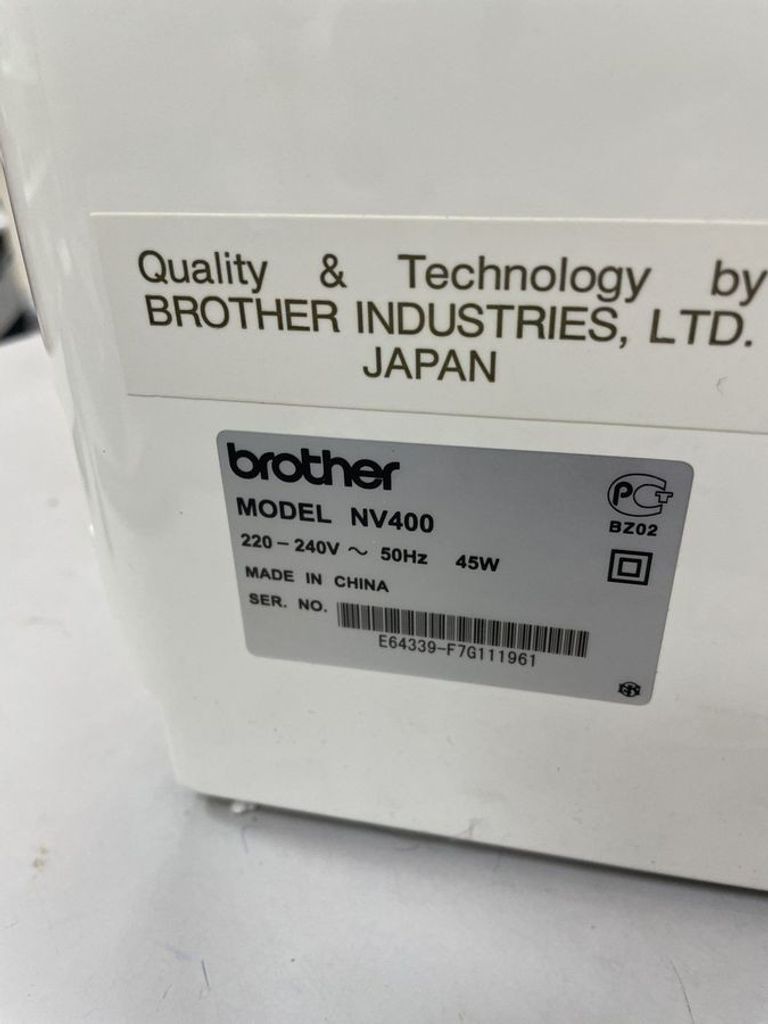 Quality & Technology by
BROTHER INDUSTRIES, LTD.
JAPAN
brother
MODEL NV400
220-240V ~ 50Hz 45W
MADE IN CHINA
SER. NO.
E64339-F7G111961
PCT
BZ02